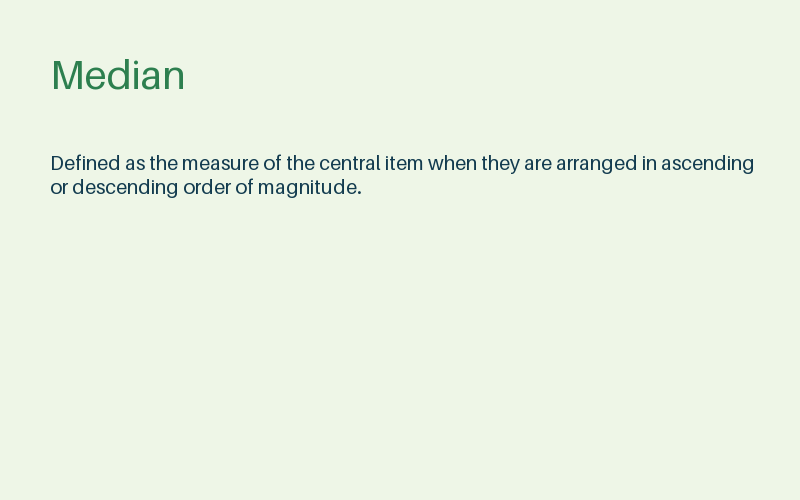 Median
Defined as the measure of the central item when they are arranged in ascending
or descending order of magnitude.